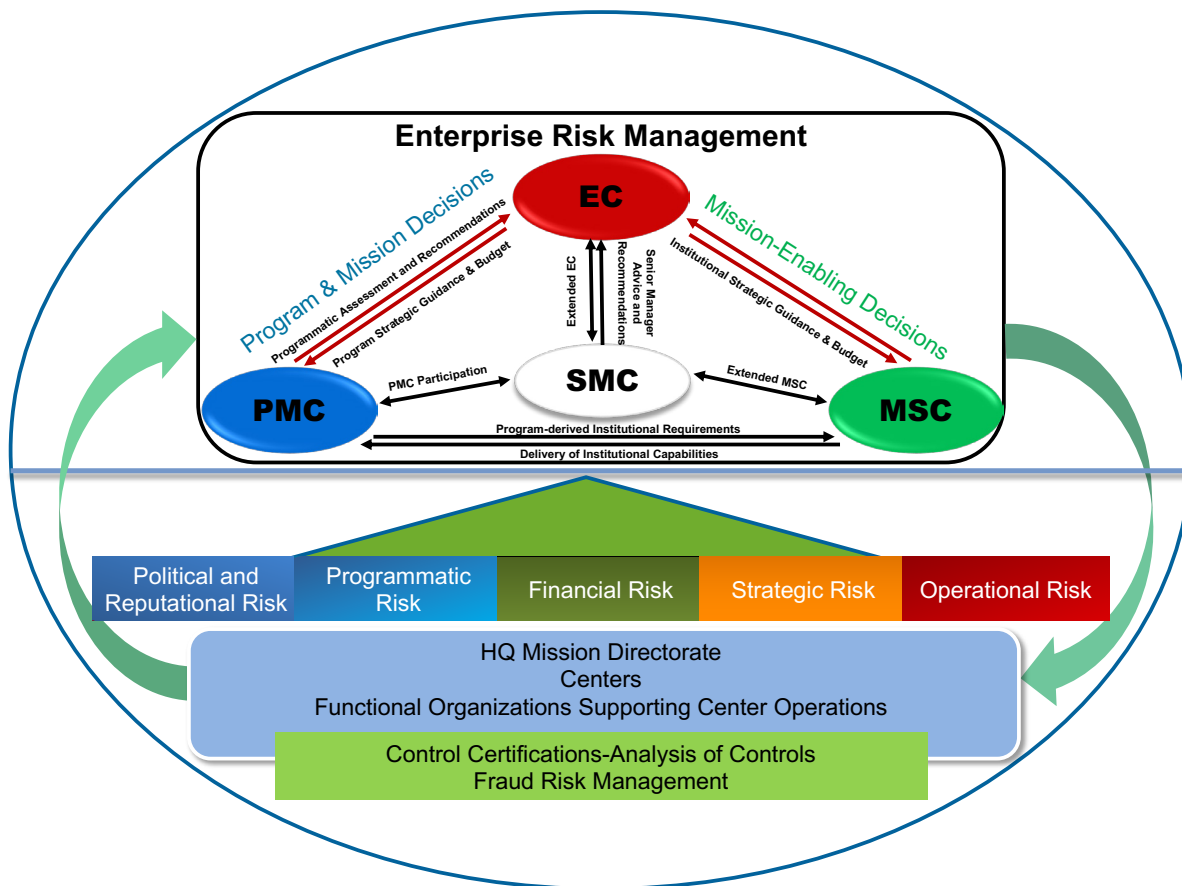 Enterprise Risk Management
EC
Program & Mission Decisions
Programmatic Assessment and Recommendations
Program Strategic Guidance & Budget
Extended EC
Senior Manager
Advice and
Recommendations
Mission-Enabling Decisions
Institutional Strategic Guidance & Budget
PMC
PMC Participation
SMC
Extended MSC
MSC
Program-derived Institutional Requirements
Delivery of Institutional Capabilities
Political and
Reputational Risk
Programmatic
Risk
Financial Risk
Strategic Risk
Operational Risk
HQ Mission Directorate
Centers
Functional Organizations Supporting Center Operations
Control Certifications-Analysis of Controls
Fraud Risk Management